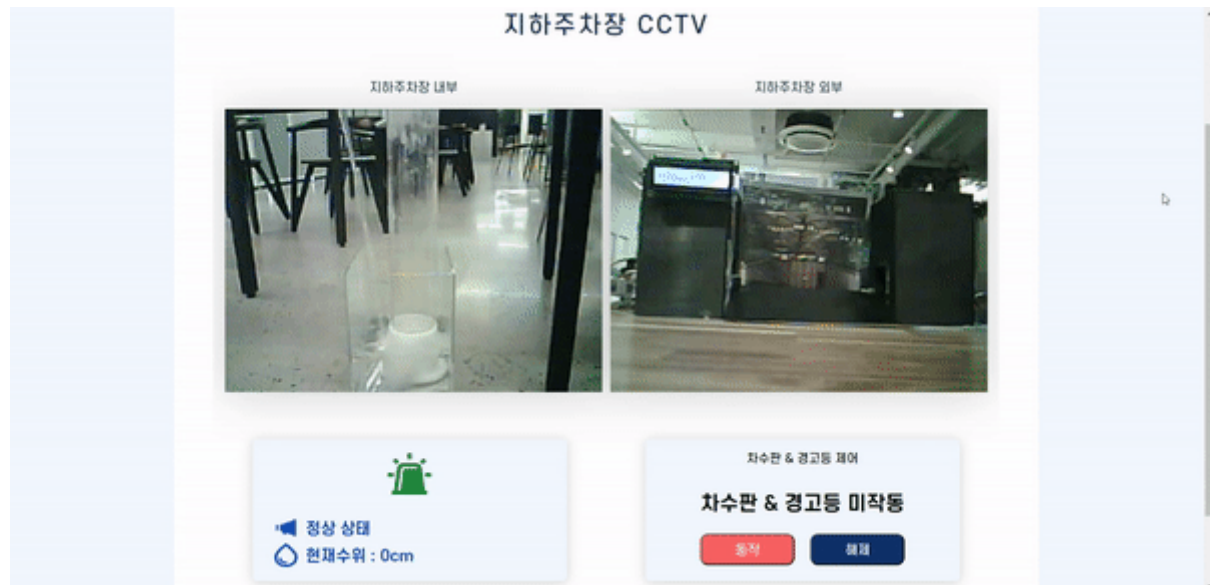 지하주차장 CCTV
지하주차장 내부
지하주차장 외부
정상 상태
현재수위 : 0cm
차수판 & 경고등 제어
차수판 & 경고등 미작동
동작
해제